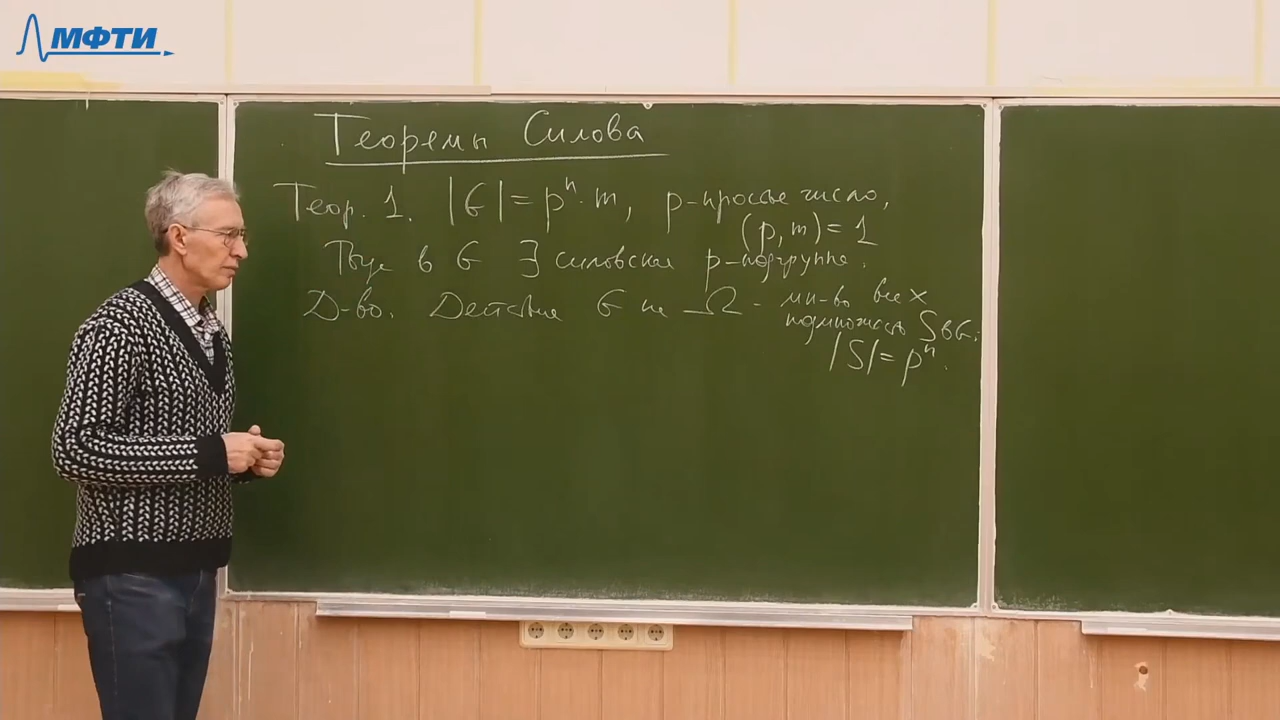 МФТИ
Теоремы Силова
Теор. 1. |G| = pⁿ·m, p-простое число,
(p, m) = 1
Тогда в G ∃ силовская p-подгруппа.
Д-во. Действие G на Ω - мн-во всех
подмножеств S в G:
|S| = pⁿ.